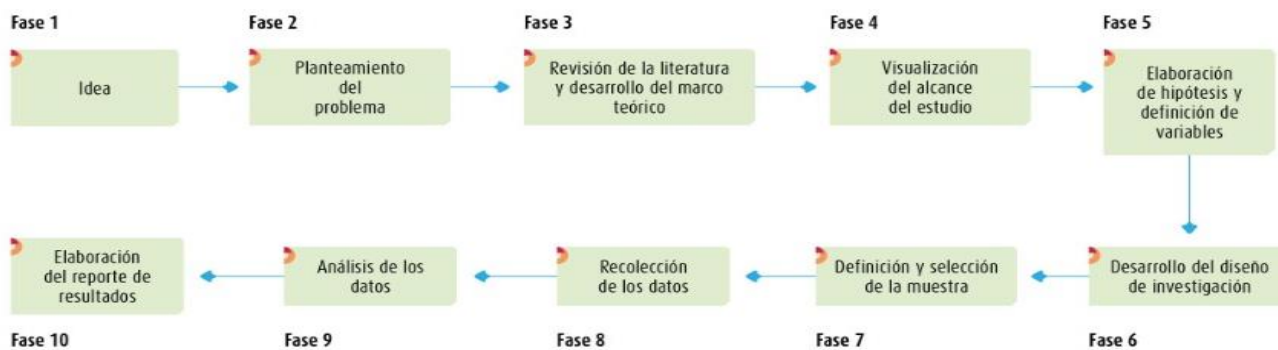 Fase 1
Idea
Fase 2
Planteamiento
del
problema
Fase 3
Revisión de la literatura
y desarrollo del marco
teórico
Fase 4
Visualización
del alcance
del estudio
Fase 5
Elaboración
de hipótesis y
definición de
variables
Desarrollo del diseño
de investigación
Fase 6
Definición y selección
de la muestra
Fase 7
Recolección
de los datos
Fase 8
Análisis de los
datos
Fase 9
Elaboración
del reporte de
resultados
Fase 10